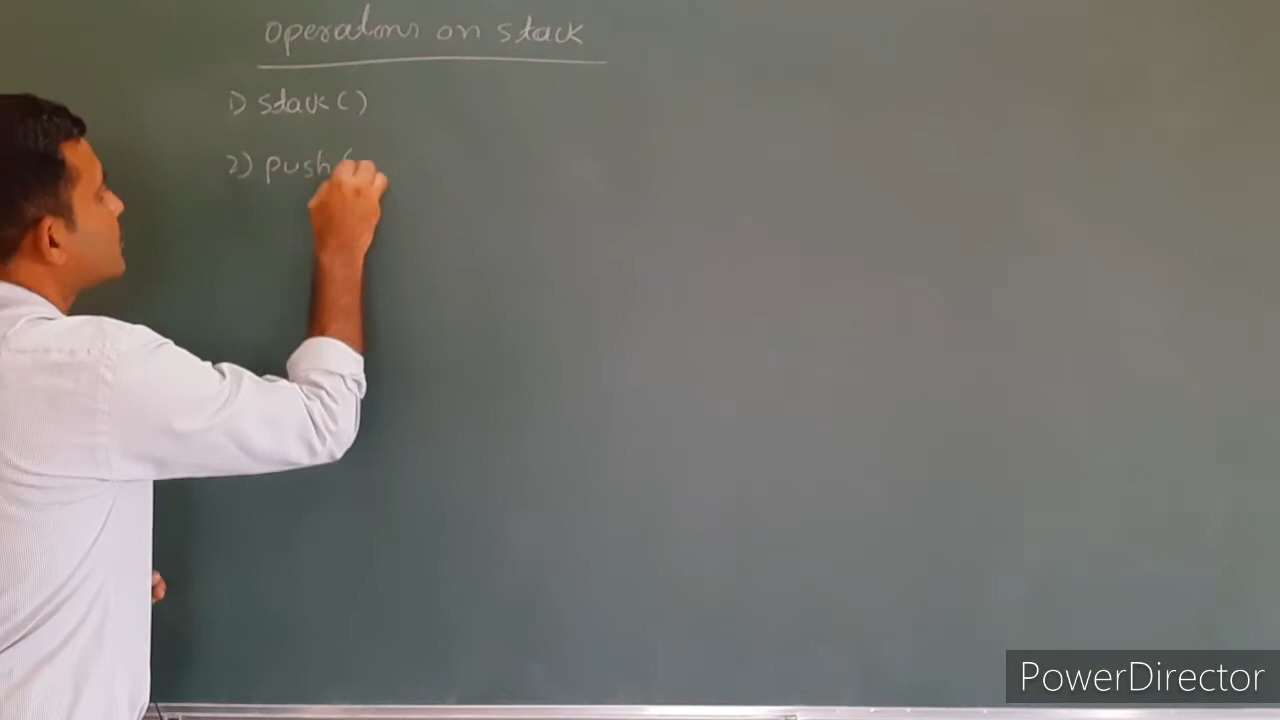 Operations on stack
1) stack()
2) push(
PowerDirector